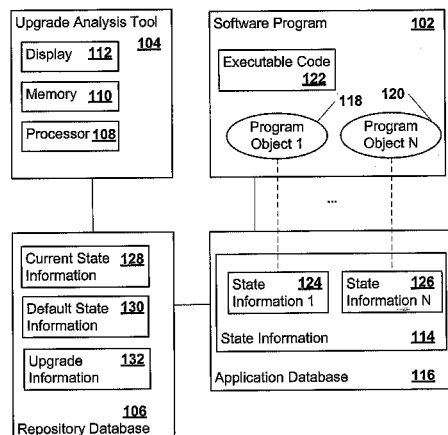 Upgrade Analysis Tool
104
Display 112
Memory 110
Processor 108
Software Program 102
Executable Code
122
118
120
Program
Object 1
Program
Object N
...
Current State 128
Information
Default State 130
Information
Upgrade 132
Information
106
Repository Database
State 124
Information 1
State 126
Information N
State Information 114
Application Database 116